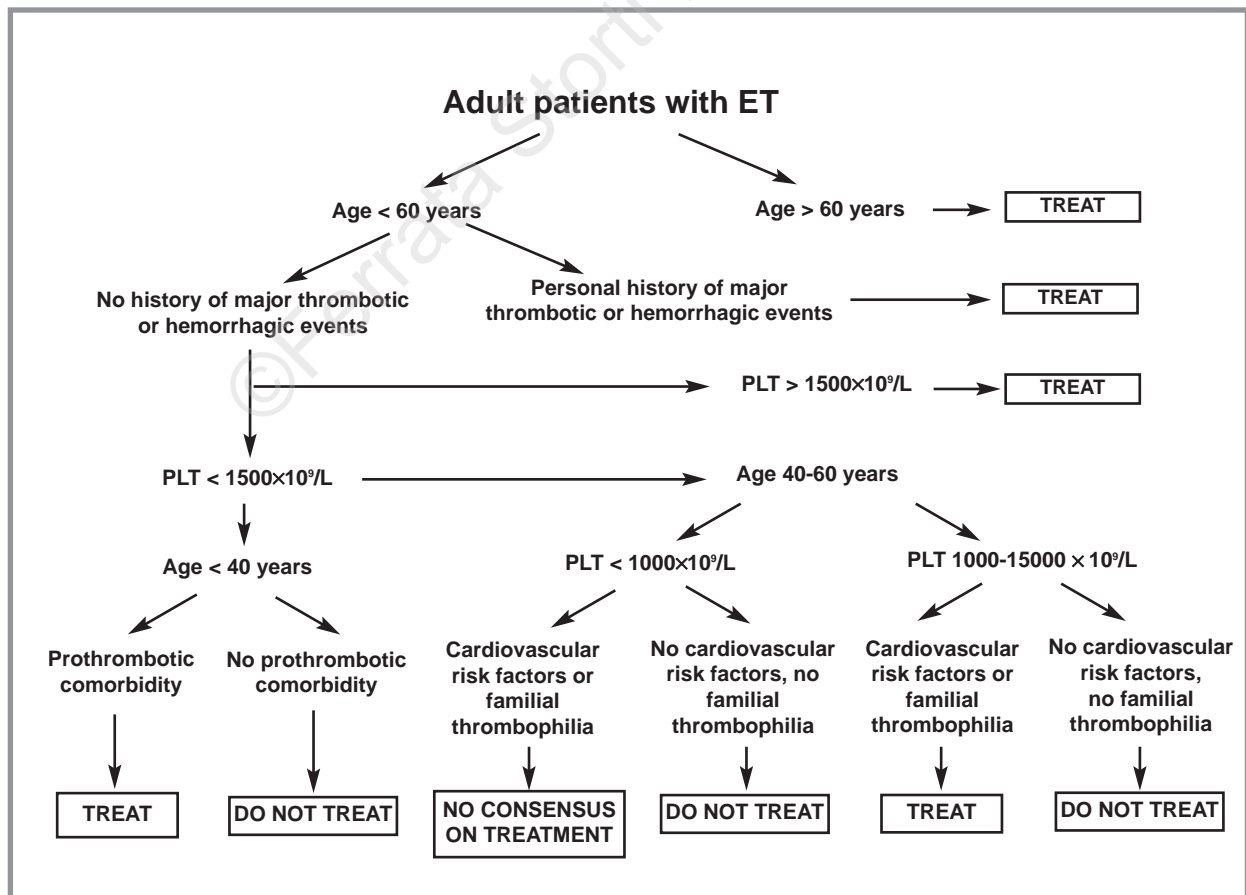 ©Ferrata Storti
Adult patients with ET
Age < 60 years
Age > 60 years
TREAT
No history of major thrombotic
or hemorrhagic events
Personal history of major
thrombotic or hemorrhagic events
TREAT
PLT > 1500×10⁹/L
TREAT
PLT < 1500×10⁹/L
Age 40-60 years
Age < 40 years
PLT < 1000×10⁹/L
PLT 1000-15000 × 10⁹/L
Prothrombotic
comorbidity
No prothrombotic
comorbidity
Cardiovascular
risk factors or
familial
thrombophilia
No cardiovascular
risk factors, no
familial
thrombophilia
Cardiovascular
risk factors or
familial
thrombophilia
No cardiovascular
risk factors,
no familial
thrombophilia
TREAT
DO NOT TREAT
NO CONSENSUS
ON TREATMENT
DO NOT TREAT
TREAT
DO NOT TREAT